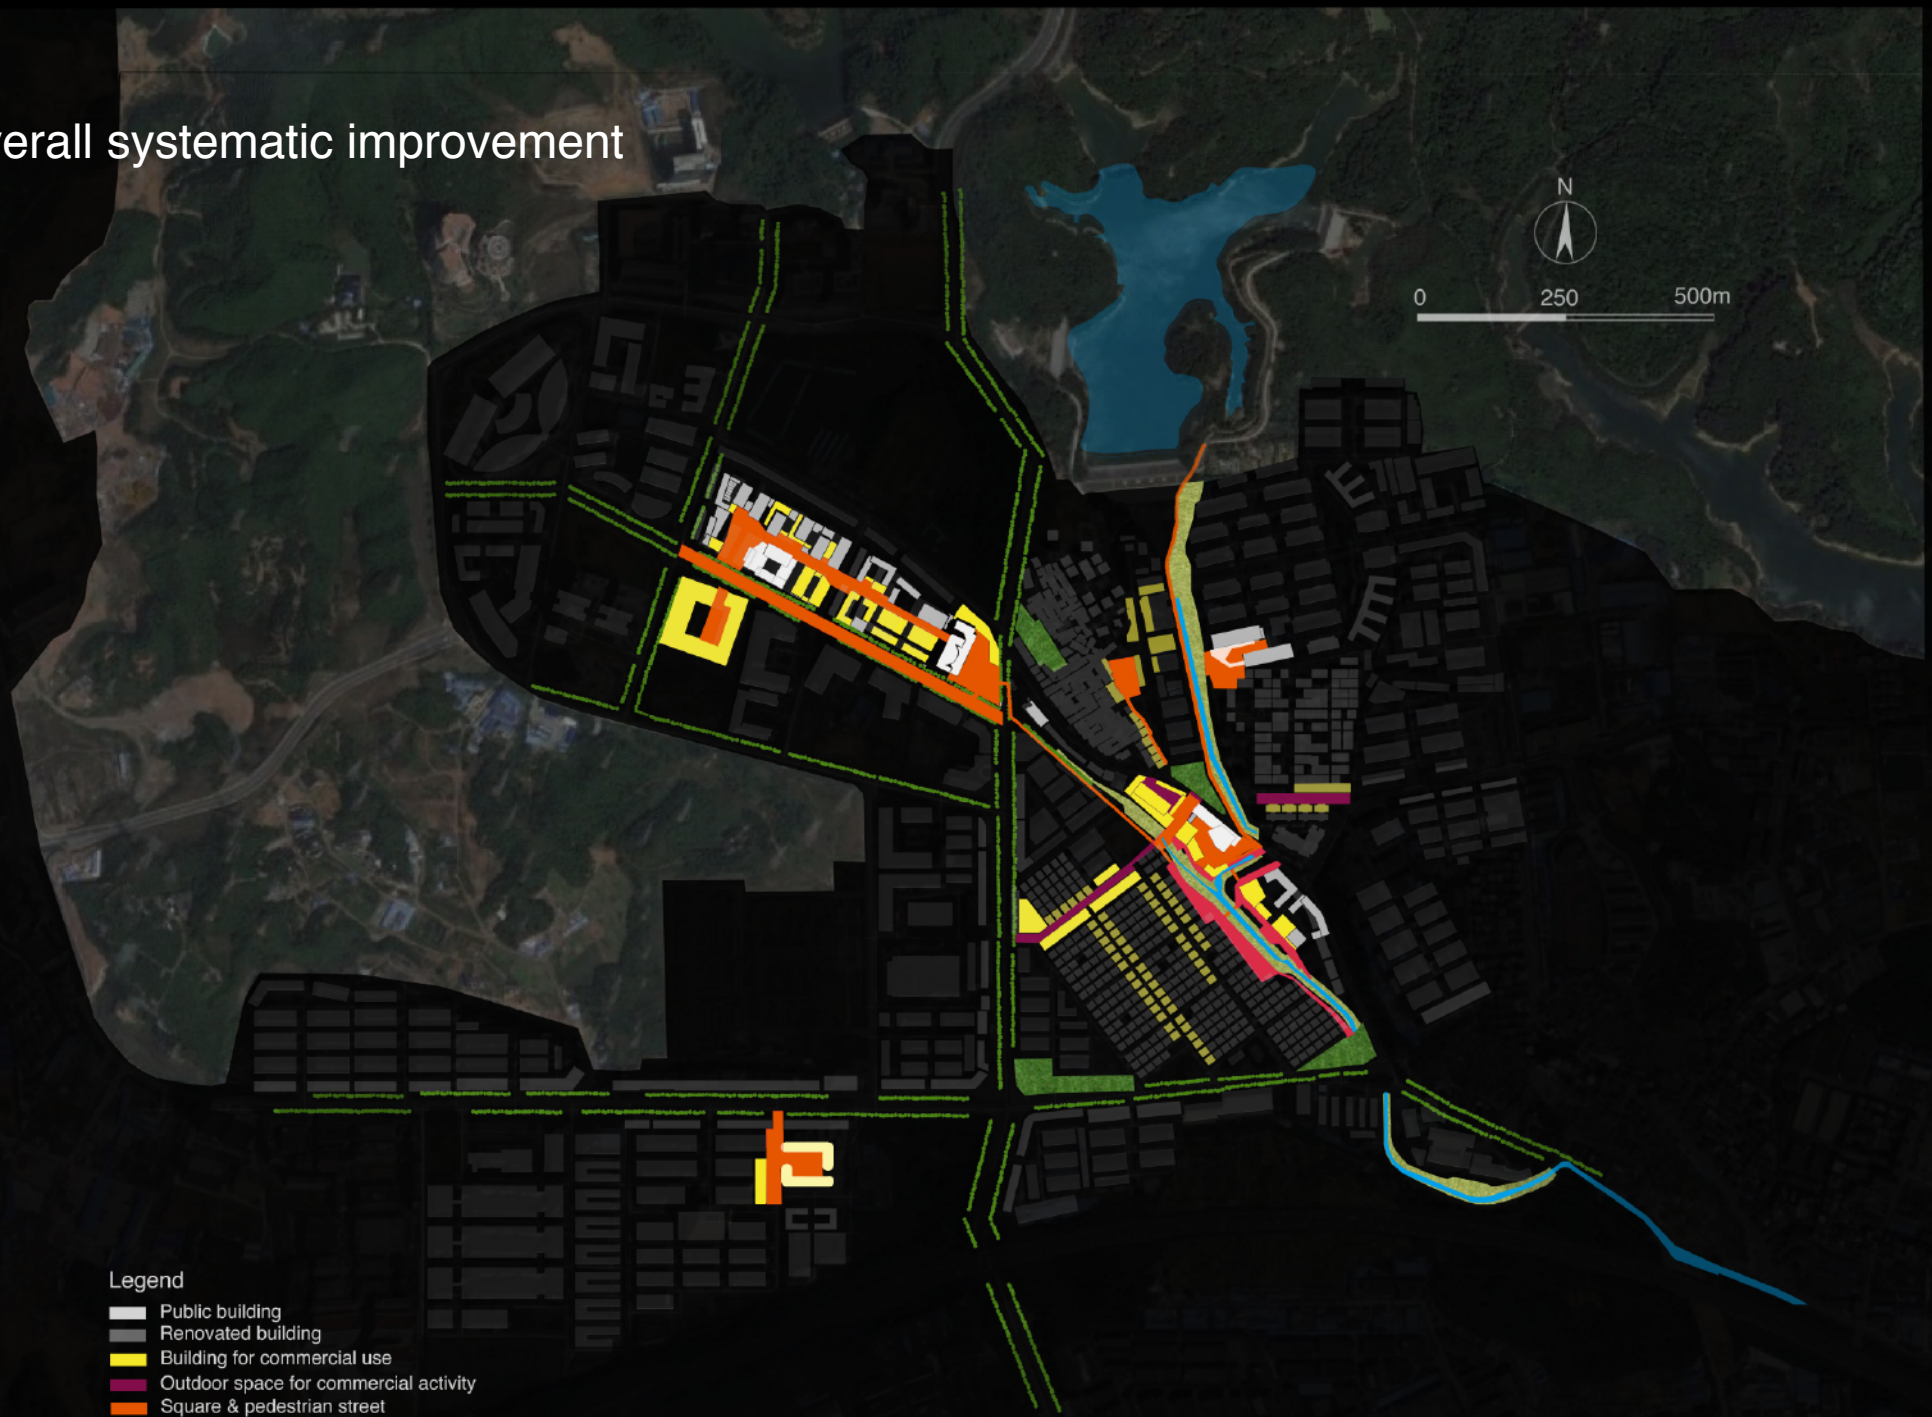 erall systematic improvement
N
0 250 500m
Legend
Public building
Renovated building
Building for commercial use
Outdoor space for commercial activity
Square & pedestrian street